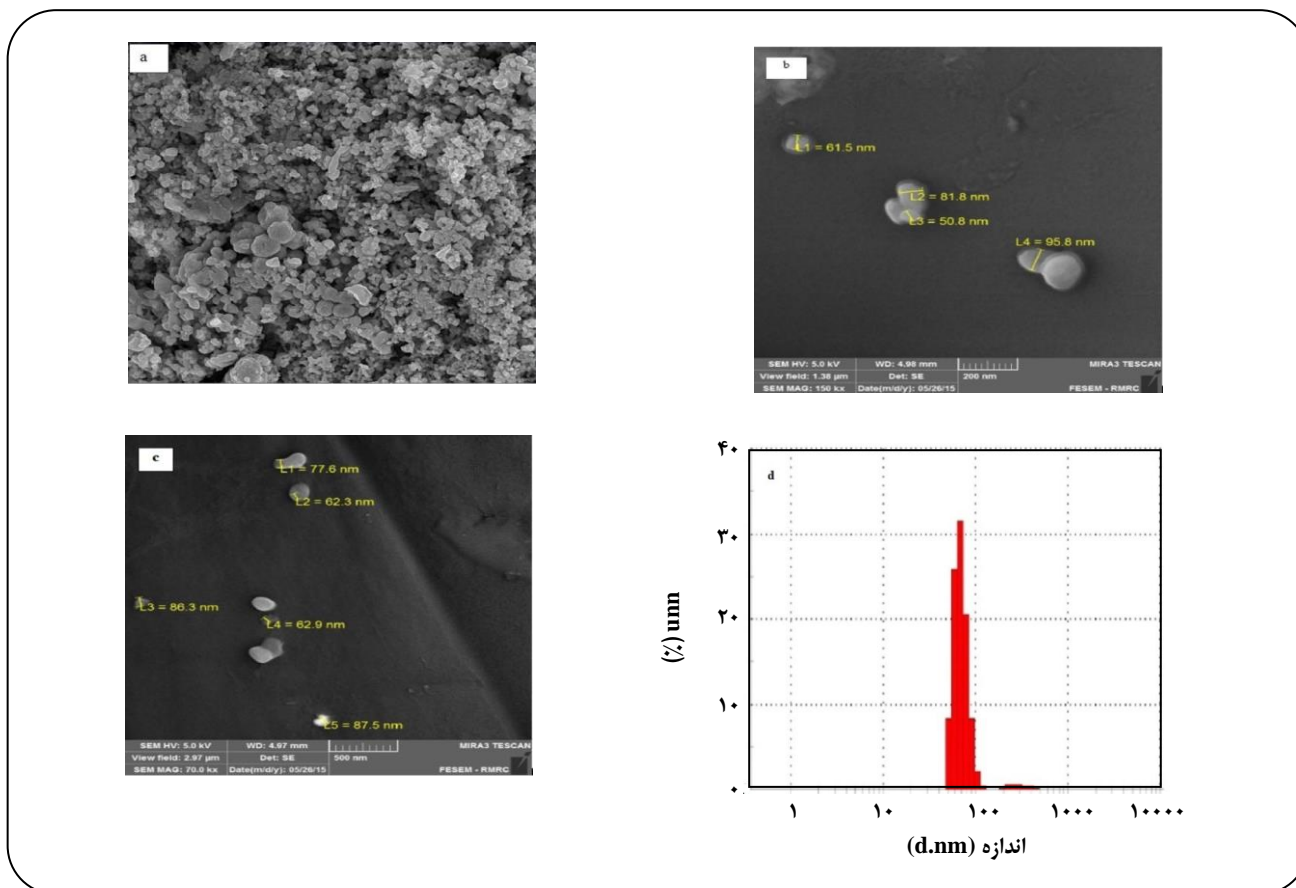 a
b
L1 = 61.5 nm
L2 = 81.8 nm
L3 = 50.8 nm
L4 = 95.8 nm
SEM HV: 5.0 kV WD: 4.98 mm MIRA3 TESCAN
View field: 1.38 µm Det: SE 200 nm
SEM MAG: 150 kx Date(m/d/y): 05/26/15 FESEM - RMRC
c
L1 = 77.6 nm
L2 = 62.3 nm
L3 = 86.3 nm
L4 = 62.9 nm
L5 = 87.5 nm
SEM HV: 5.0 kV WD: 4.97 mm MIRA3 TESCAN
View field: 2.97 µm Det: SE 500 nm
SEM MAG: 70.0 kx Date(m/d/y): 05/26/15 FESEM - RMRC
d
۴۰
۳۰
۲۰
۱۰
۰
(%)
۱ ۱۰ ۱۰۰ ۱۰۰۰ ۱۰۰۰۰
اندازه (d.nm)